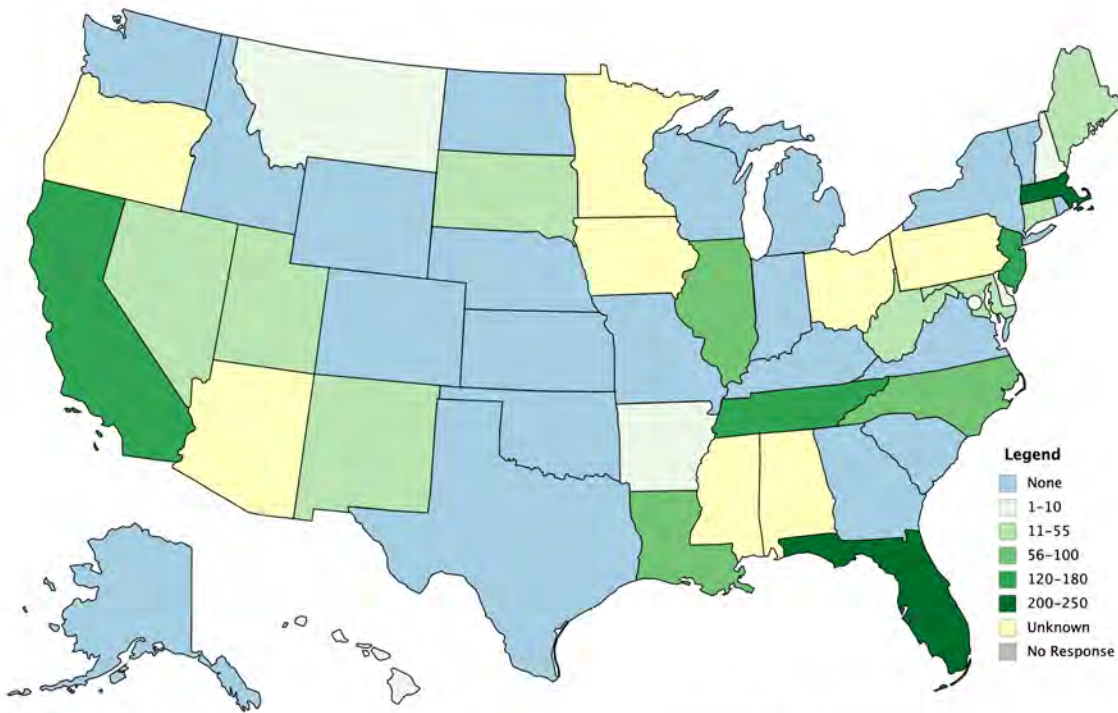 Legend
None
1–10
11–55
56–100
120–180
200–250
Unknown
No Response